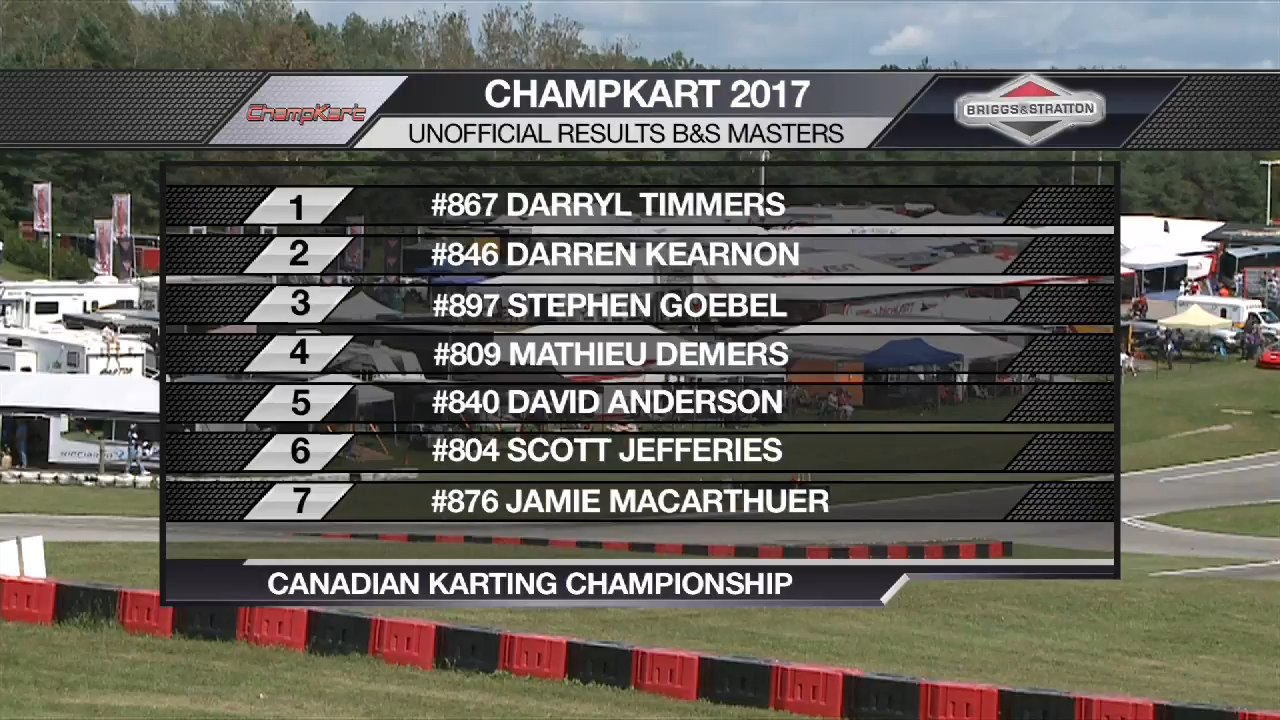 ChampKart
CHAMPKART 2017
BRIGGS&STRATTON
UNOFFICIAL RESULTS B&S MASTERS
1 #867 DARRYL TIMMERS
2 #846 DARREN KEARNON
3 #897 STEPHEN GOEBEL
4 #809 MATHIEU DEMERS
5 #840 DAVID ANDERSON
6 #804 SCOTT JEFFERIES
7 #876 JAMIE MACARTHUER
CANADIAN KARTING CHAMPIONSHIP